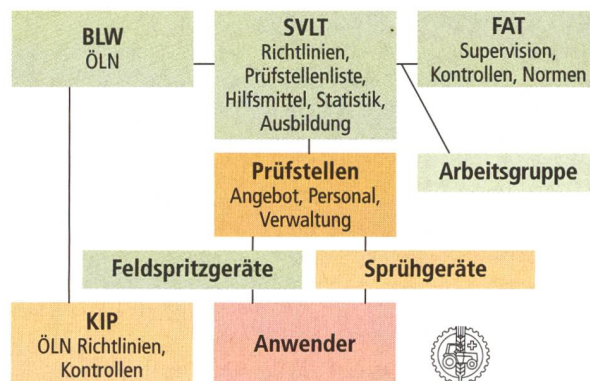 BLW
ÖLN
SVLT
Richtlinien,
Prüfstellenliste,
Hilfsmittel, Statistik,
Ausbildung
FAT
Supervision,
Kontrollen, Normen
Arbeitsgruppe
Prüfstellen
Angebot, Personal,
Verwaltung
Feldspritzgeräte
Sprühgeräte
KIP
ÖLN Richtlinien,
Kontrollen
Anwender